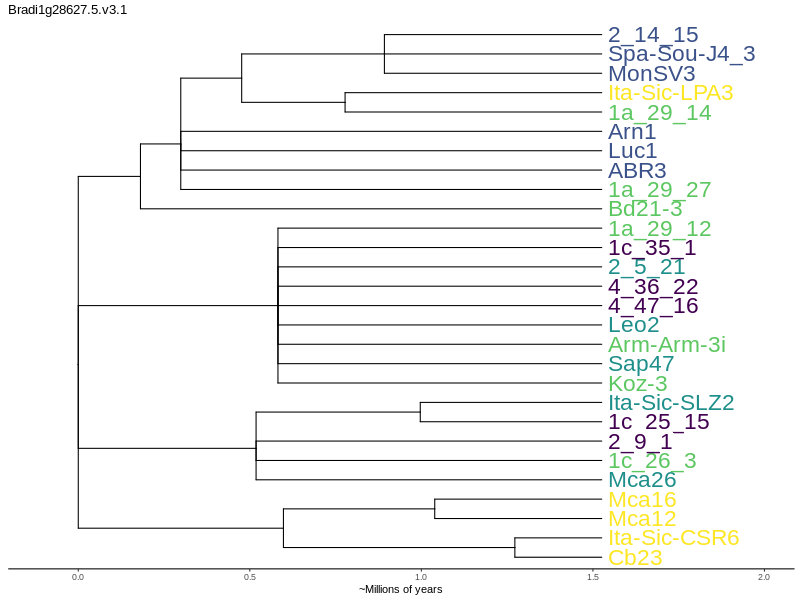 Bradi1g28627.5.v3.1
2_14_15
Spa-Sou-J4_3
MonSV3
Ita-Sic-LPA3
1a_29_14
Arn1
Luc1
ABR3
1a_29_27
Bd21-3
1a_29_12
1c_35_1
2_5_21
4_36_22
4_47_16
Leo2
Arm-Arm-3i
Sap47
Koz-3
Ita-Sic-SLZ2
1c_25_15
2_9_1
1c_26_3
Mca26
Mca16
Mca12
Ita-Sic-CSR6
Cb23
0.0 0.5 1.0 1.5 2.0
~Millions of years